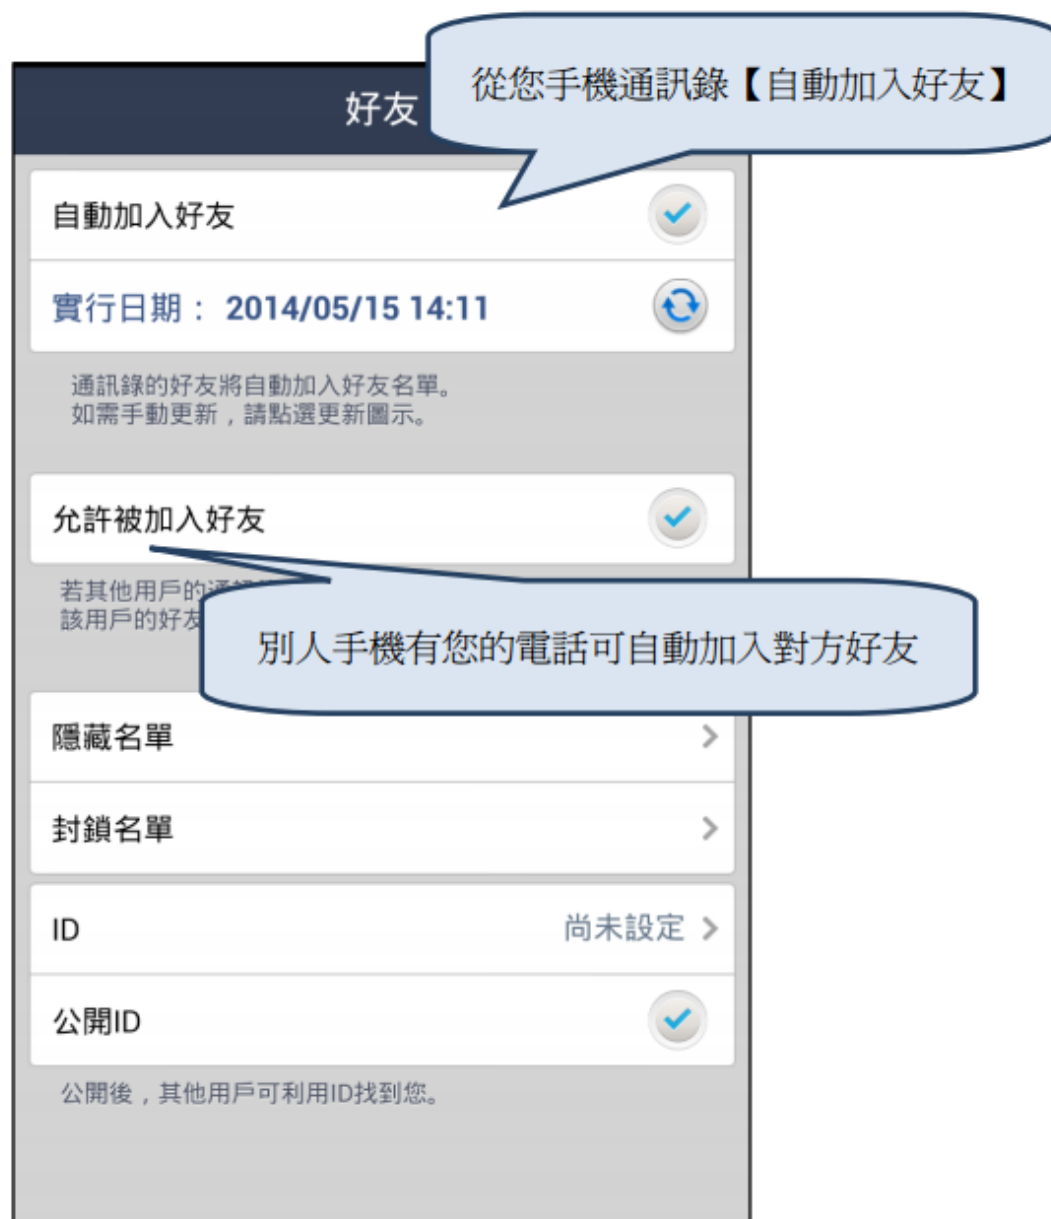 從您手機通訊錄【自動加入好友】
好友
自動加入好友
實行日期： 2014/05/15 14:11
通訊錄的好友將自動加入好友名單。
如需手動更新，請點選更新圖示。
允許被加入好友
若其他用戶的
該用戶的好友
別人手機有您的電話可自動加入對方好友
隱藏名單
封鎖名單
ID 尚未設定
公開ID
公開後，其他用戶可利用ID找到您。